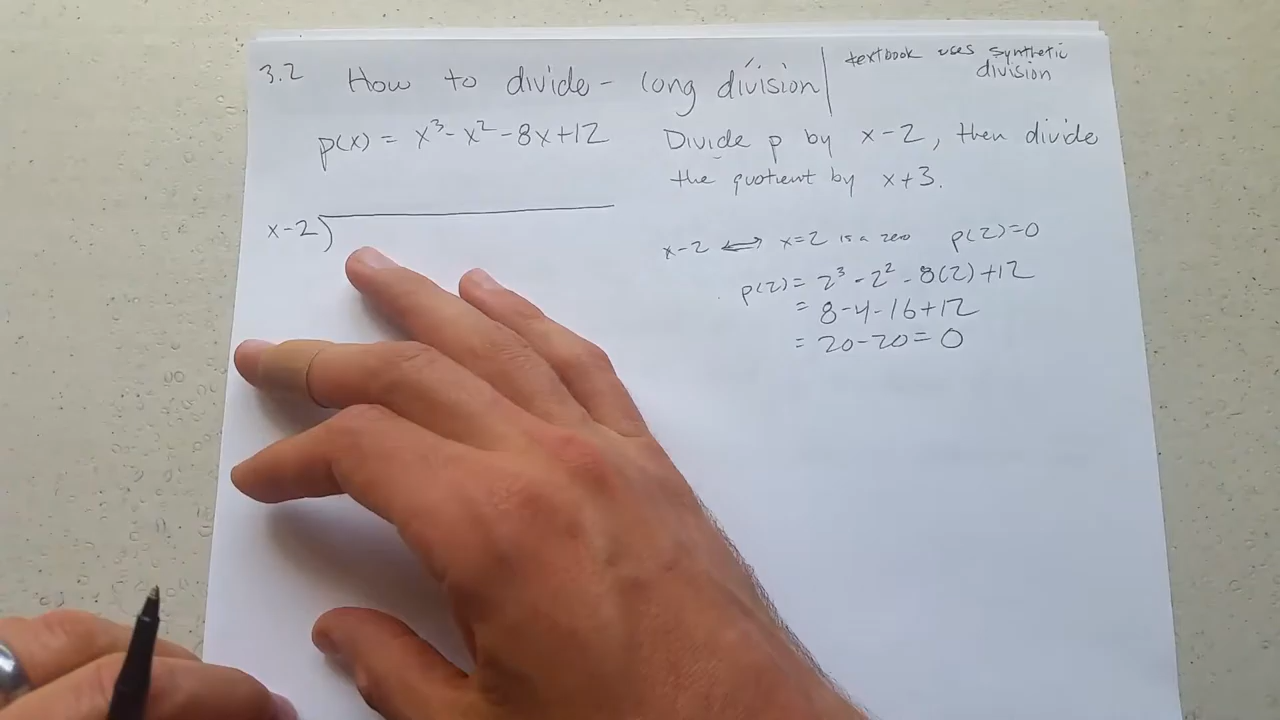 3.2 How to divide - long division
textbook uses synthetic
division
p(x) = x³ - x² - 8x + 12
Divide p by x-2, then divide
the quotient by x+3.
x-2)
x-2 ⟺ x=2 is a zero p(2)=0
p(2) = 2³ - 2² - 8(2) + 12
= 8-4-16+12
= 20-20 = 0